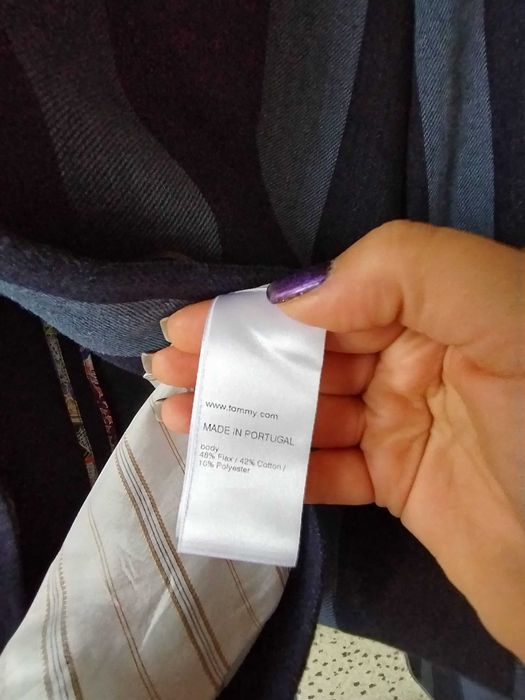 www.tommy.com
MADE IN PORTUGAL
body
48% Flax / 42% Cotton /
10% Polyester